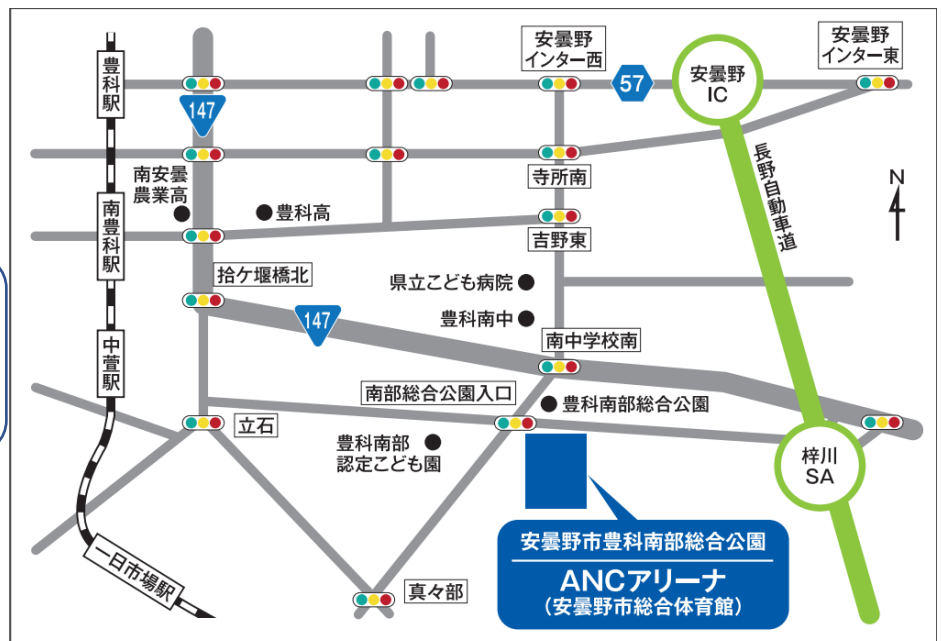 安曇野
インター西
安曇野
インター東
57
安曇野
IC
豊科駅
147
長野自動車道
寺所南
南安曇
農業高
豊科高
N
南豊科駅
吉野東
拾ケ堰橋北
県立こども病院
147
豊科南中
中萱駅
南中学校南
南部総合公園入口
豊科南部総合公園
立石
豊科南部
認定こども園
梓川
SA
安曇野市豊科南部総合公園
ANCアリーナ
(安曇野市総合体育館)
一日市場駅
真々部